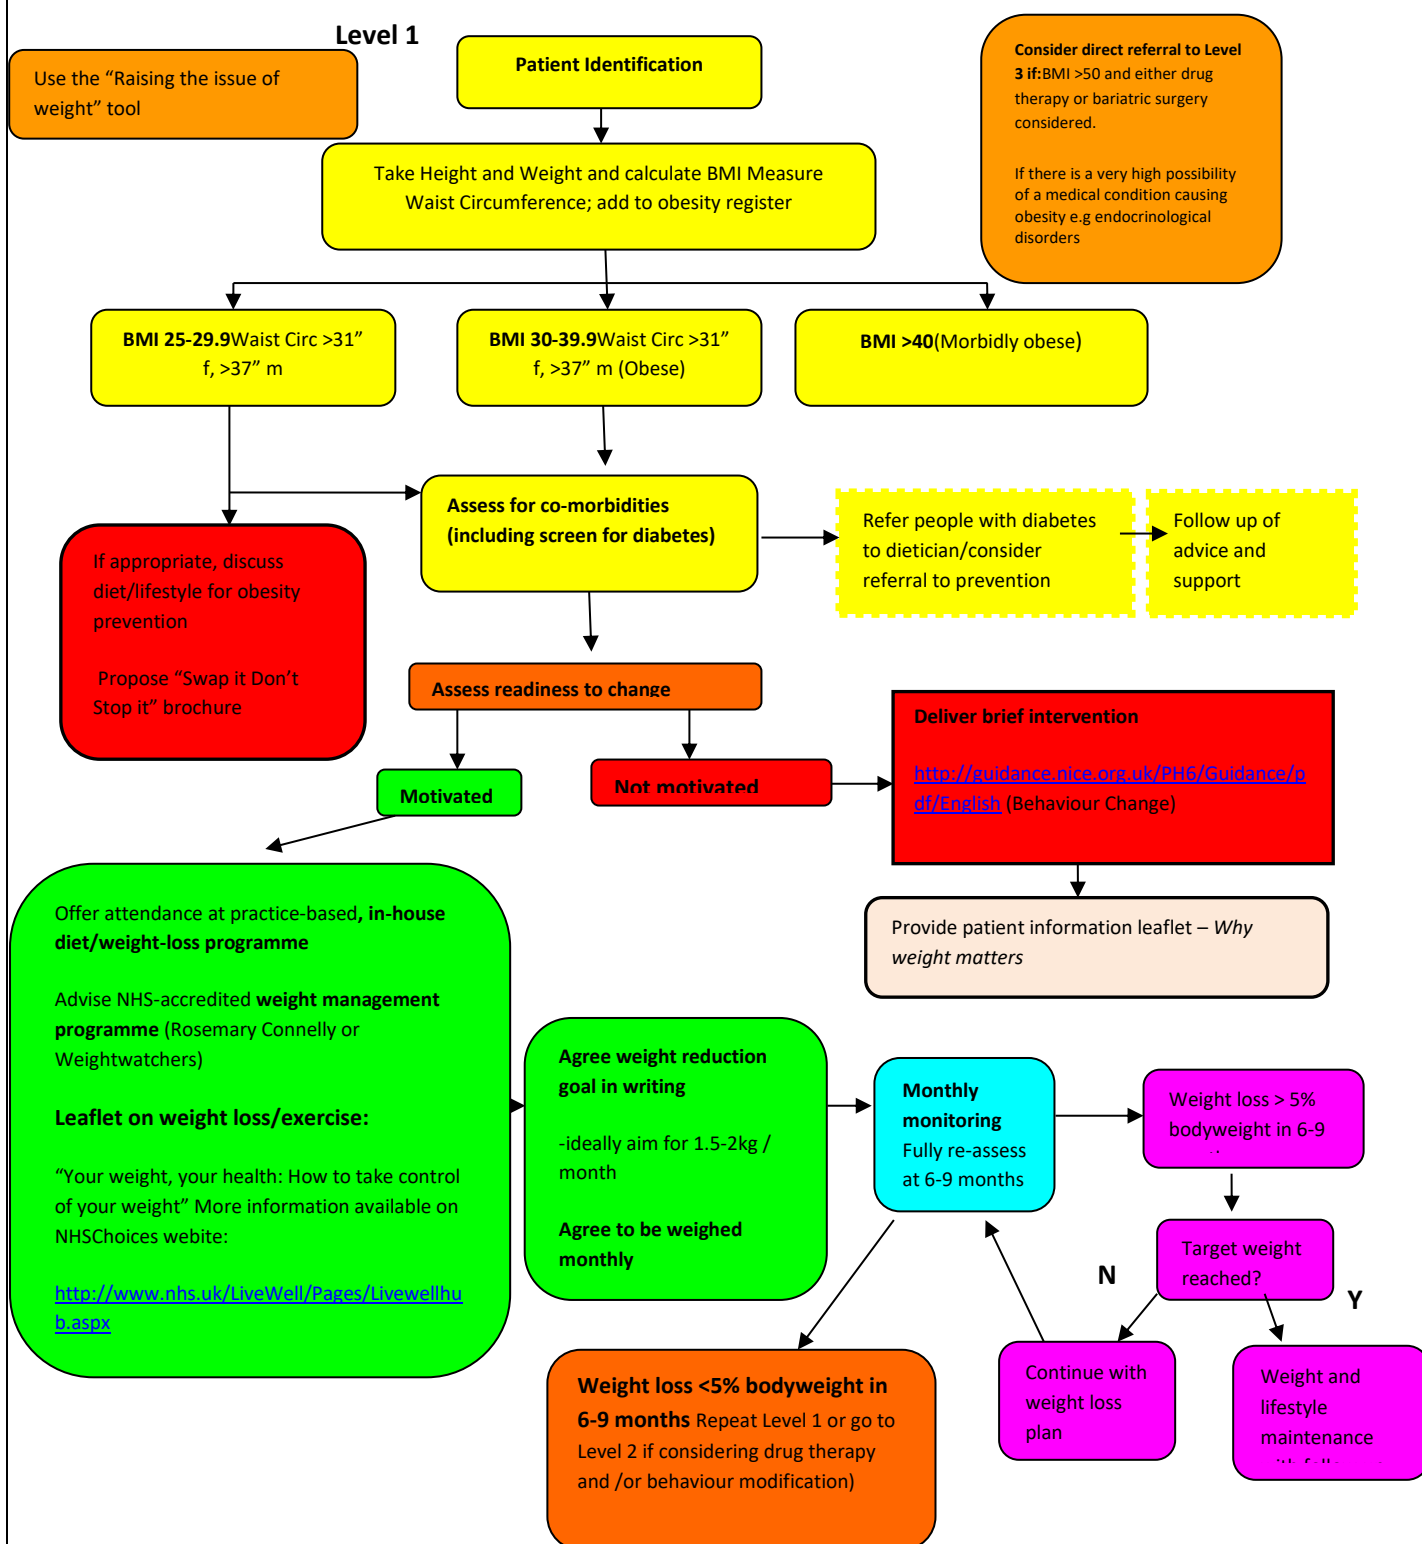 Level 1
Use the “Raising the issue of
weight” tool
Patient Identification
Consider direct referral to Level
3 if:BMI >50 and either drug
therapy or bariatric surgery
considered.
If there is a very high possibility
of a medical condition causing
obesity e.g endocrinological
disorders
Take Height and Weight and calculate BMI Measure
Waist Circumference; add to obesity register
BMI 25-29.9Waist Circ >31”
f, >37” m
BMI 30-39.9Waist Circ >31”
f, >37” m (Obese)
BMI >40(Morbidly obese)
Assess for co-morbidities
(including screen for diabetes)
Refer people with diabetes
to dietician/consider
referral to prevention
Follow up of
advice and
support
If appropriate, discuss
diet/lifestyle for obesity
prevention
Propose “Swap it Don’t
Stop it” brochure
Assess readiness to change
Motivated
Not motivated
Deliver brief intervention
http://guidance.nice.org.uk/PH6/Guidance/p
df/English (Behaviour Change)
Provide patient information leaflet – Why
weight matters
Offer attendance at practice-based, in-house
diet/weight-loss programme
Advise NHS-accredited weight management
programme (Rosemary Connelly or
Weightwatchers)
Leaflet on weight loss/exercise:
“Your weight, your health: How to take control
of your weight” More information available on
NHSChoices webite:
http://www.nhs.uk/LiveWell/Pages/Livewellhu
b.aspx
Agree weight reduction
goal in writing
-ideally aim for 1.5-2kg /
month
Agree to be weighed
monthly
Monthly
monitoring
Fully re-assess
at 6-9 months
Weight loss > 5%
bodyweight in 6-9
Target weight
reached?
N
Y
Continue with
weight loss
plan
Weight and
lifestyle
maintenance
Weight loss <5% bodyweight in
6-9 months Repeat Level 1 or go to
Level 2 if considering drug therapy
and /or behaviour modification)